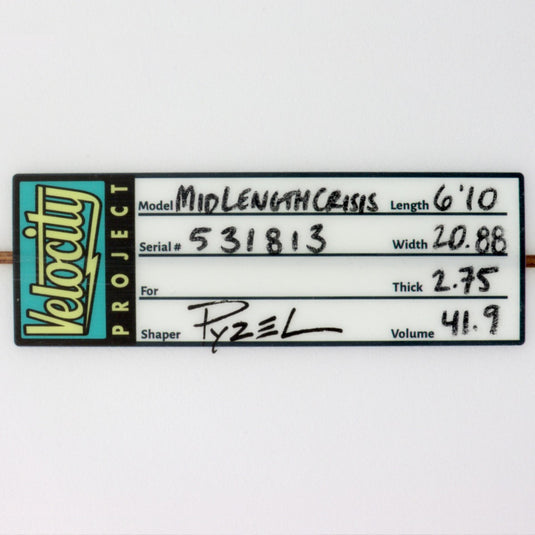 Velocity
PROJECT
Model MIDLENGTHCRISIS Length 6'10
Serial # 531813 Width 20.88
For Thick 2.75
Shaper PYZEL Volume 41.9